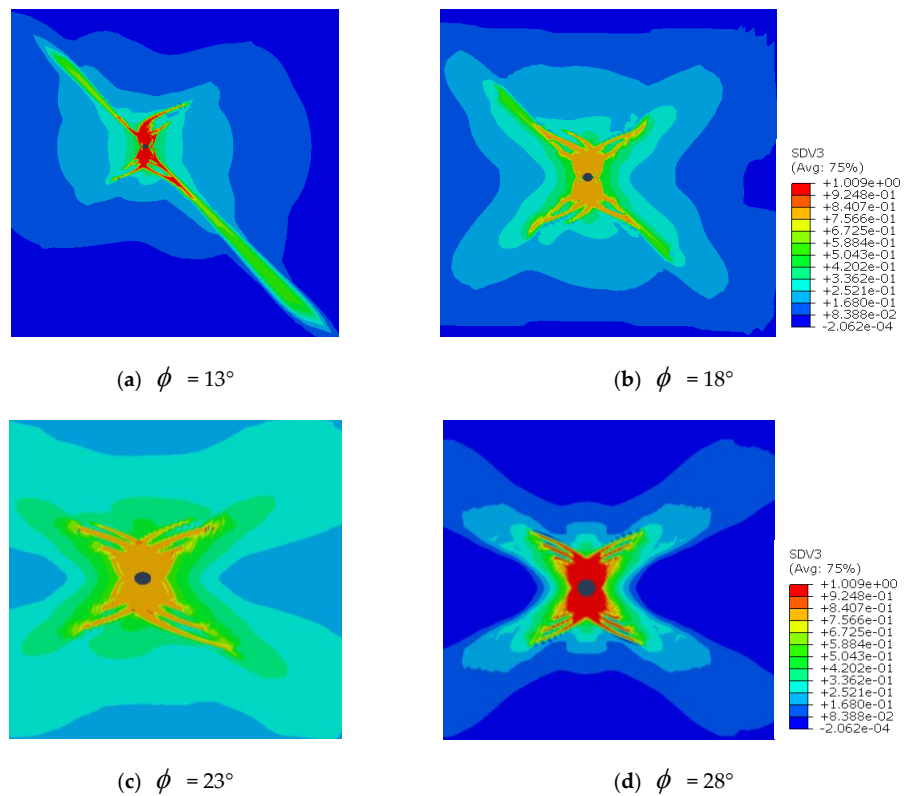 SDV3
(Avg: 75%)
+1.009e+00
+9.248e-01
+8.407e-01
+7.566e-01
+6.725e-01
+5.884e-01
+5.043e-01
+4.202e-01
+3.362e-01
+2.521e-01
+1.680e-01
+8.388e-02
-2.062e-04
(a) ϕ = 13°
(b) ϕ = 18°
SDV3
(Avg: 75%)
+1.009e+00
+9.248e-01
+8.407e-01
+7.566e-01
+6.725e-01
+5.884e-01
+5.043e-01
+4.202e-01
+3.362e-01
+2.521e-01
+1.680e-01
+8.388e-02
-2.062e-04
(c) ϕ = 23°
(d) ϕ = 28°